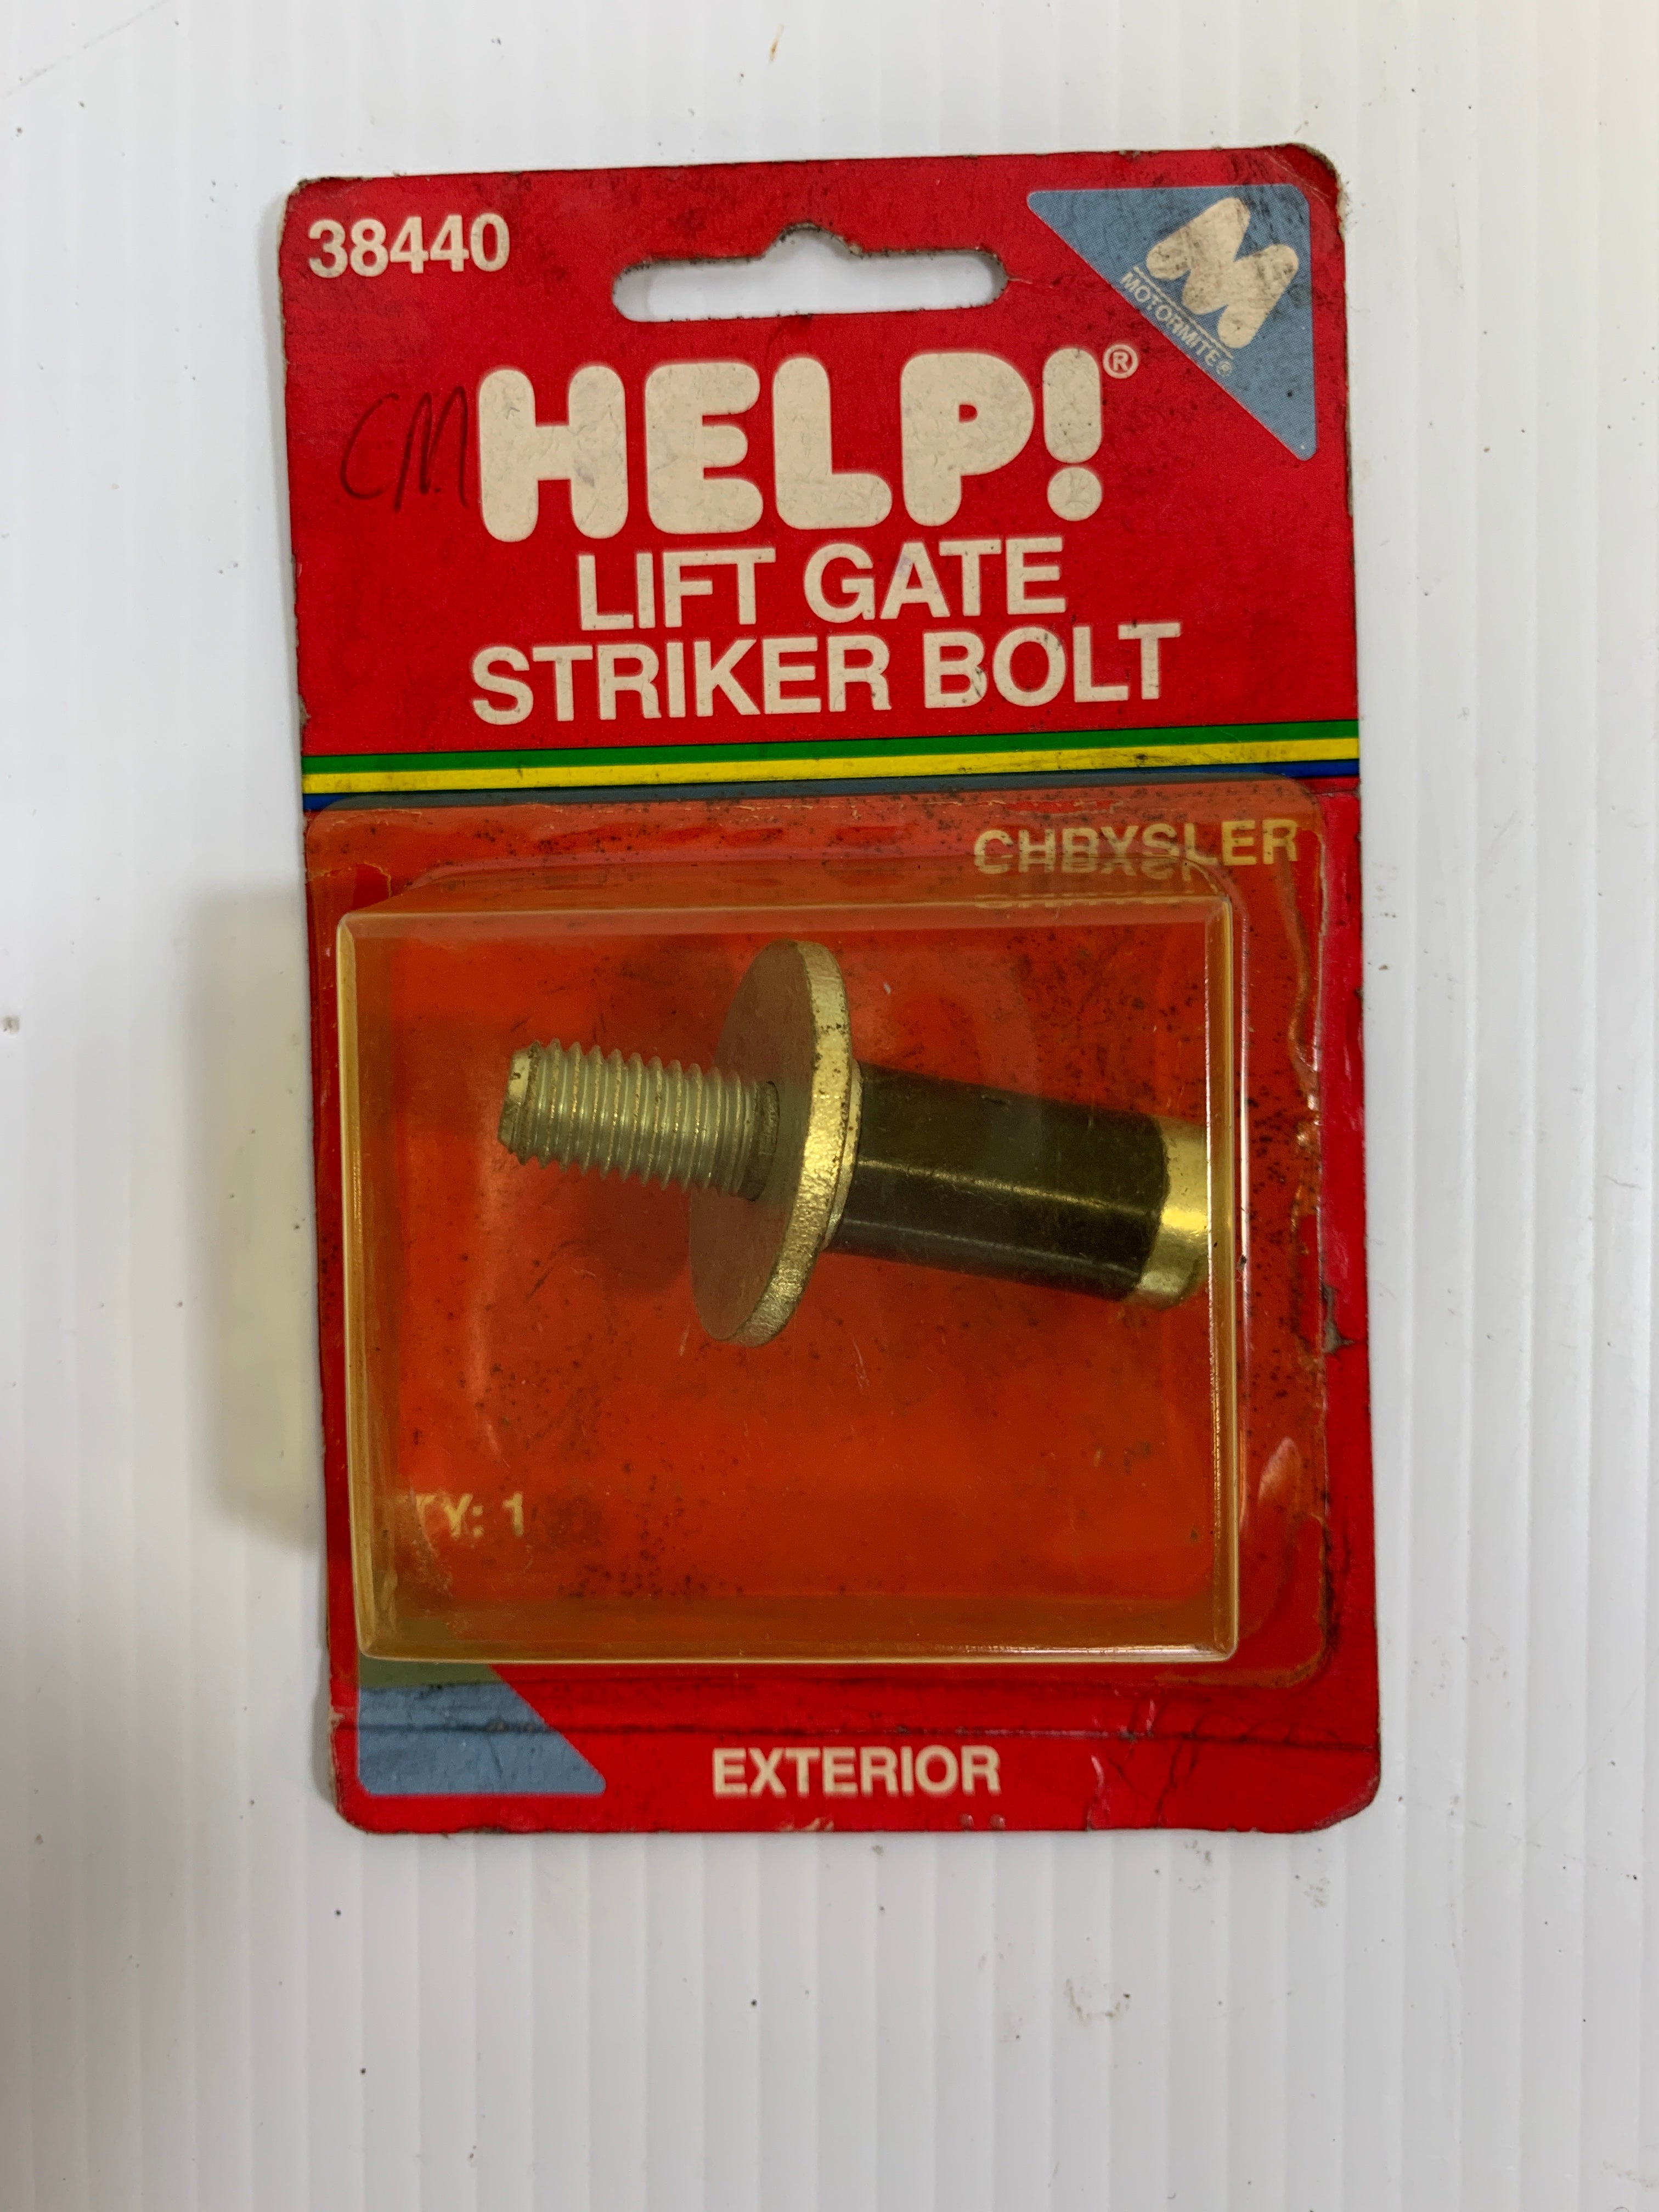 38440
M
MOTORMITE®
CM
HELP!®
LIFT GATE
STRIKER BOLT
CHRYSLER
TY: 1
EXTERIOR